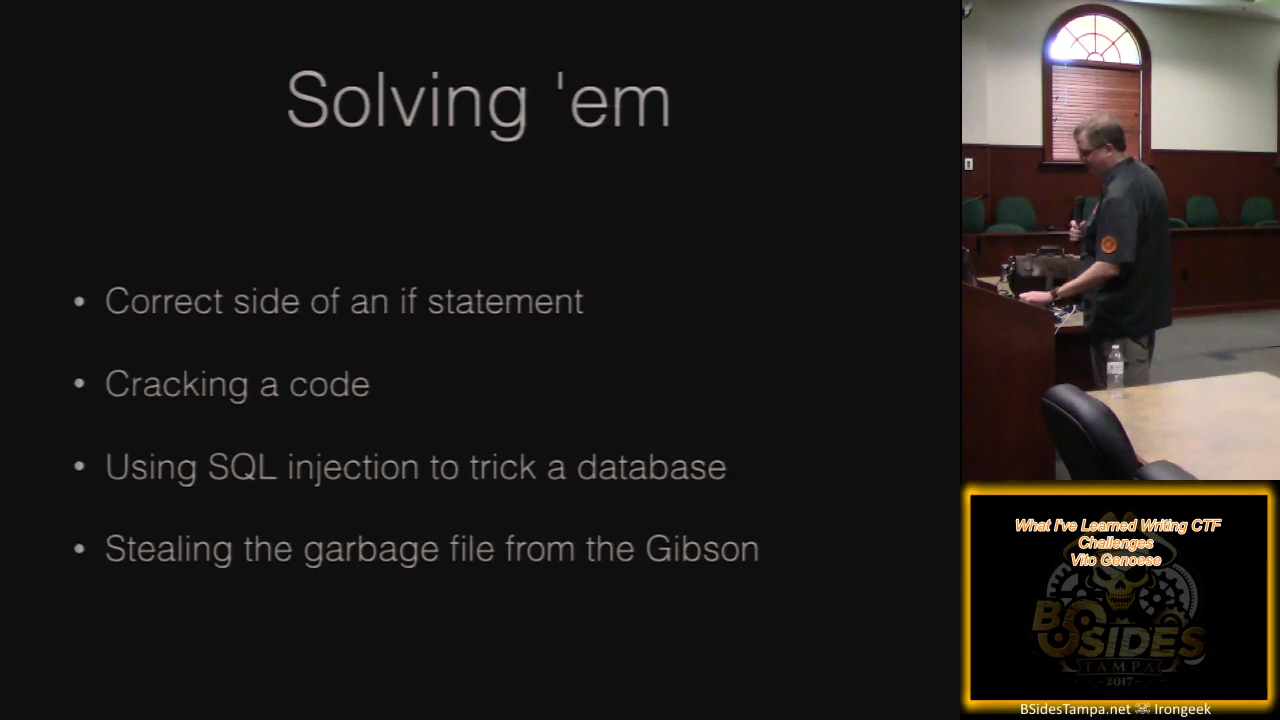 Solving 'em
• Correct side of an if statement
• Cracking a code
• Using SQL injection to trick a database
• Stealing the garbage file from the Gibson
What I've Learned Writing CTF
Challenges
Vito Genoese
BSIDES
TAMPA
-2017-
BSidesTampa.net Irongeek